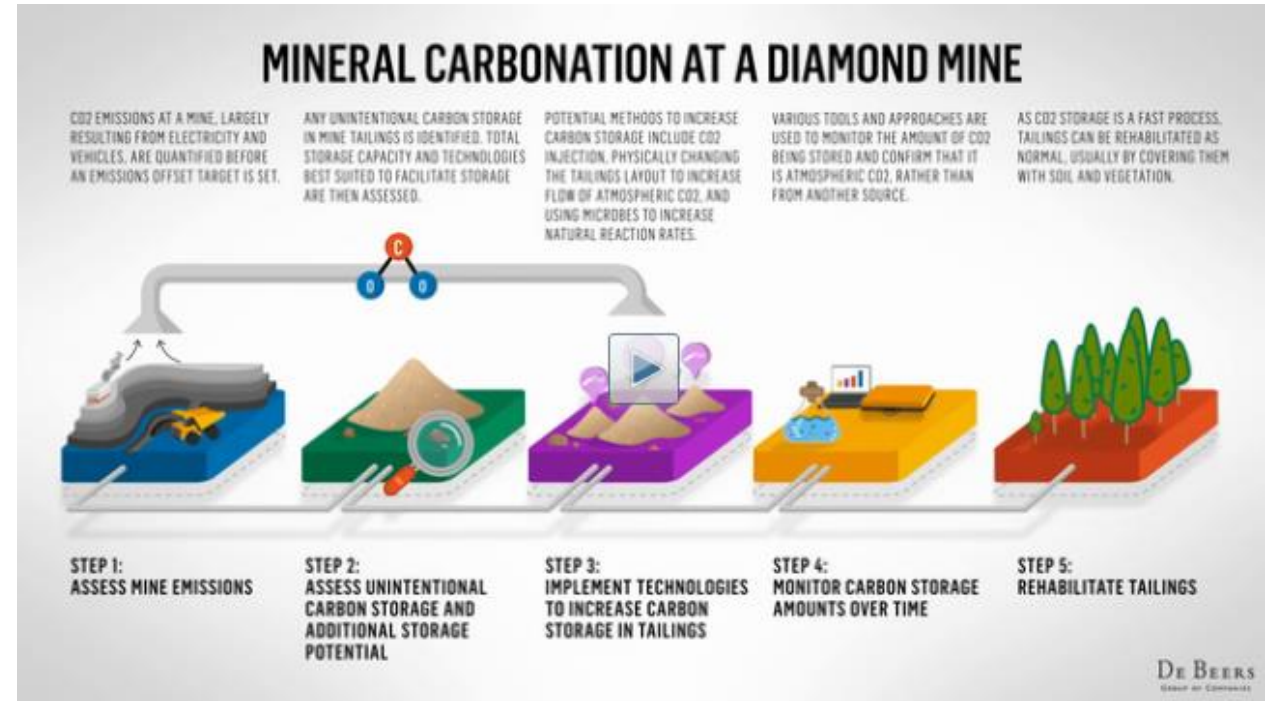 MINERAL CARBONATION AT A DIAMOND MINE
CO2 EMISSIONS AT A MINE, LARGELY
RESULTING FROM ELECTRICITY AND
VEHICLES, ARE QUANTIFIED BEFORE
AN EMISSIONS OFFSET TARGET IS SET.
ANY UNINTENTIONAL CARBON STORAGE
IN MINE TAILINGS IS IDENTIFIED. TOTAL
STORAGE CAPACITY AND TECHNOLOGIES
BEST SUITED TO FACILITATE STORAGE
ARE THEN ASSESSED.
POTENTIAL METHODS TO INCREASE
CARBON STORAGE INCLUDE CO2
INJECTION, PHYSICALLY CHANGING
THE TAILINGS LAYOUT TO INCREASE
FLOW OF ATMOSPHERIC CO2, AND
USING MICROBES TO INCREASE
NATURAL REACTION RATES.
VARIOUS TOOLS AND APPROACHES ARE
USED TO MONITOR THE AMOUNT OF CO2
BEING STORED AND CONFIRM THAT IT
IS ATMOSPHERIC CO2, RATHER THAN
FROM ANOTHER SOURCE.
AS CO2 STORAGE IS A FAST PROCESS,
TAILINGS CAN BE REHABILITATED AS
NORMAL, USUALLY BY COVERING THEM
WITH SOIL AND VEGETATION.
C
O O
STEP 1:
ASSESS MINE EMISSIONS
STEP 2:
ASSESS UNINTENTIONAL
CARBON STORAGE AND
ADDITIONAL STORAGE
POTENTIAL
STEP 3:
IMPLEMENT TECHNOLOGIES
TO INCREASE CARBON
STORAGE IN TAILINGS
STEP 4:
MONITOR CARBON STORAGE
AMOUNTS OVER TIME
STEP 5:
REHABILITATE TAILINGS
DE BEERS
GROUP OF COMPANIES